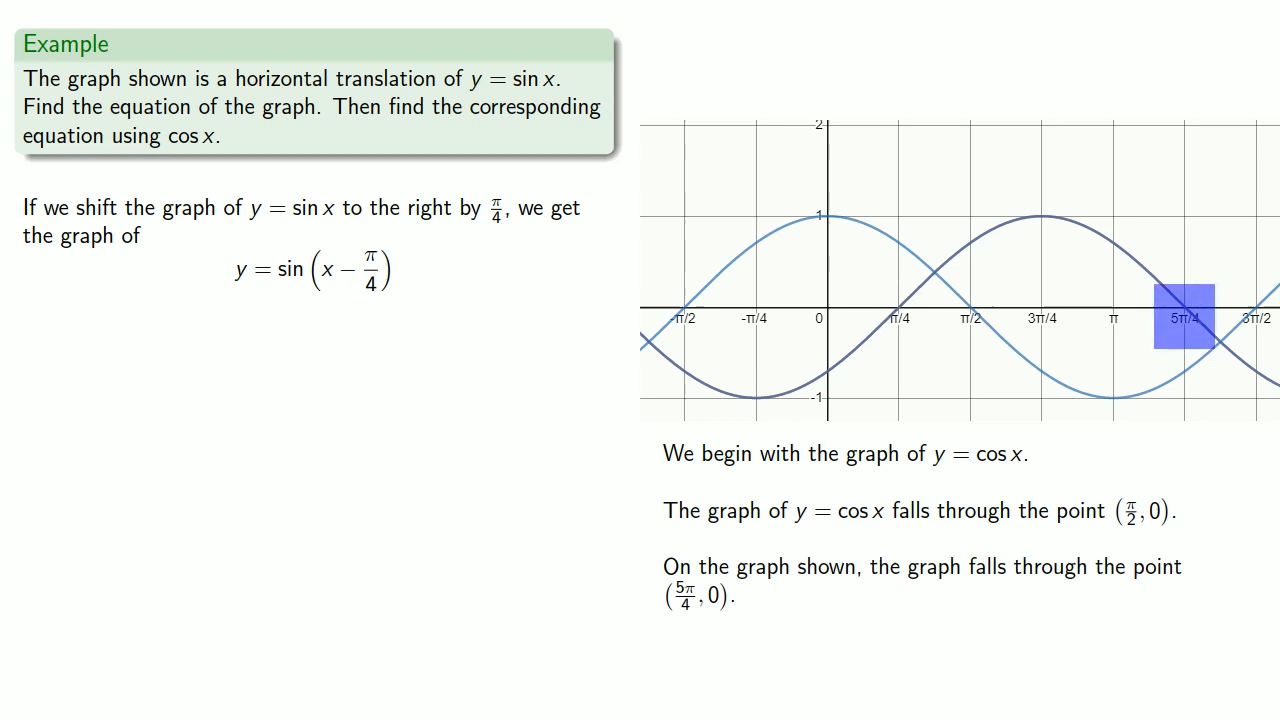 Example
The graph shown is a horizontal translation of y = sin x.
Find the equation of the graph. Then find the corresponding
equation using cos x.
If we shift the graph of y = sin x to the right by π/4, we get
the graph of
y = sin (x − π/4)
2
1
-π/2 -π/4 0 π/4 π/2 3π/4 π 5π/4 3π/2
-1
We begin with the graph of y = cos x.
The graph of y = cos x falls through the point (π/2, 0).
On the graph shown, the graph falls through the point
(5π/4, 0).